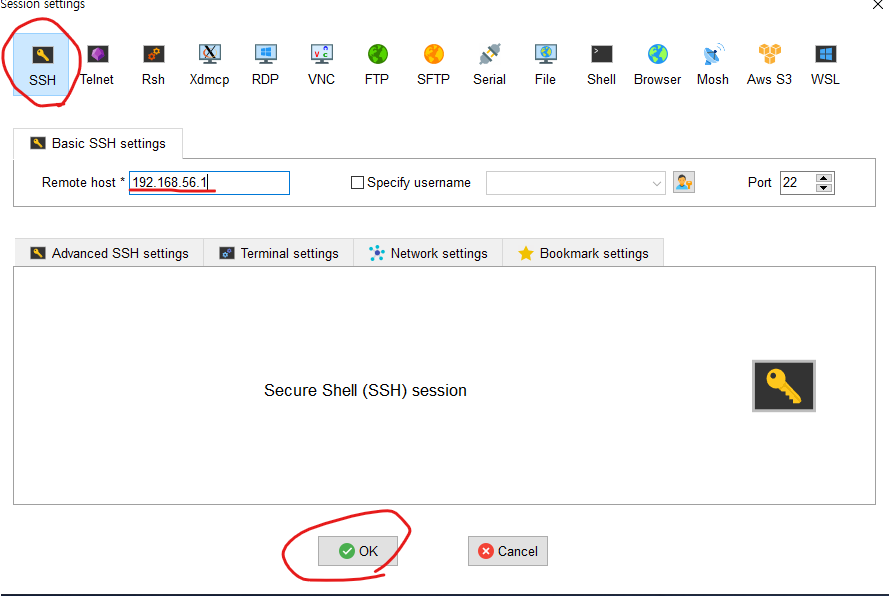 Session settings
SSH Telnet Rsh Xdmcp RDP VNC FTP SFTP Serial File Shell Browser Mosh Aws S3 WSL
Basic SSH settings
Remote host * 192.168.56.1 Specify username Port 22
Advanced SSH settings Terminal settings Network settings Bookmark settings
Secure Shell (SSH) session
OK Cancel